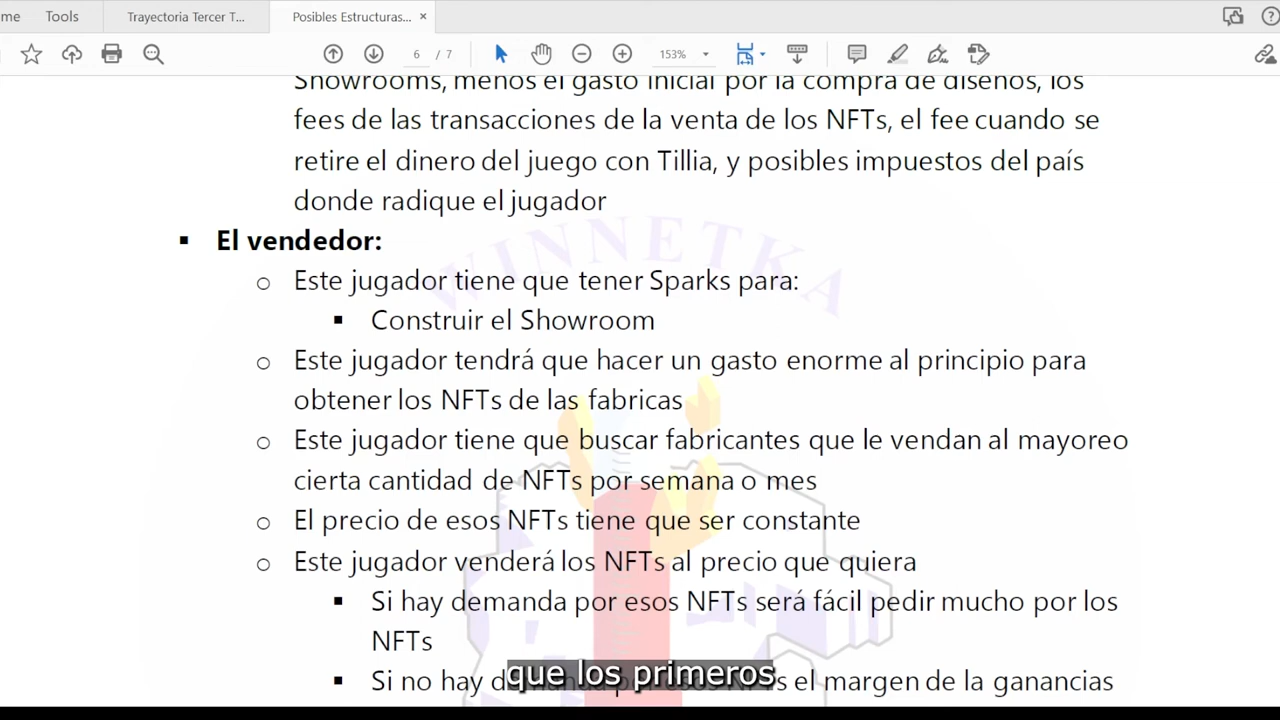 ome Tools Trayectoria Tercer T... Posibles Estructuras... ×
6 / 7 153%
Showrooms, menos el gasto inicial por la compra de diseños, los
fees de las transacciones de la venta de los NFTs, el fee cuando se
retire el dinero del juego con Tillia, y posibles impuestos del país
donde radique el jugador
WINNETKA
▪ El vendedor:
o Este jugador tiene que tener Sparks para:
▪ Construir el Showroom
o Este jugador tendrá que hacer un gasto enorme al principio para
obtener los NFTs de las fabricas
o Este jugador tiene que buscar fabricantes que le vendan al mayoreo
cierta cantidad de NFTs por semana o mes
o El precio de esos NFTs tiene que ser constante
o Este jugador venderá los NFTs al precio que quiera
▪ Si hay demanda por esos NFTs será fácil pedir mucho por los
NFTs
▪ Si no hay el margen de la ganancias
que los primeros